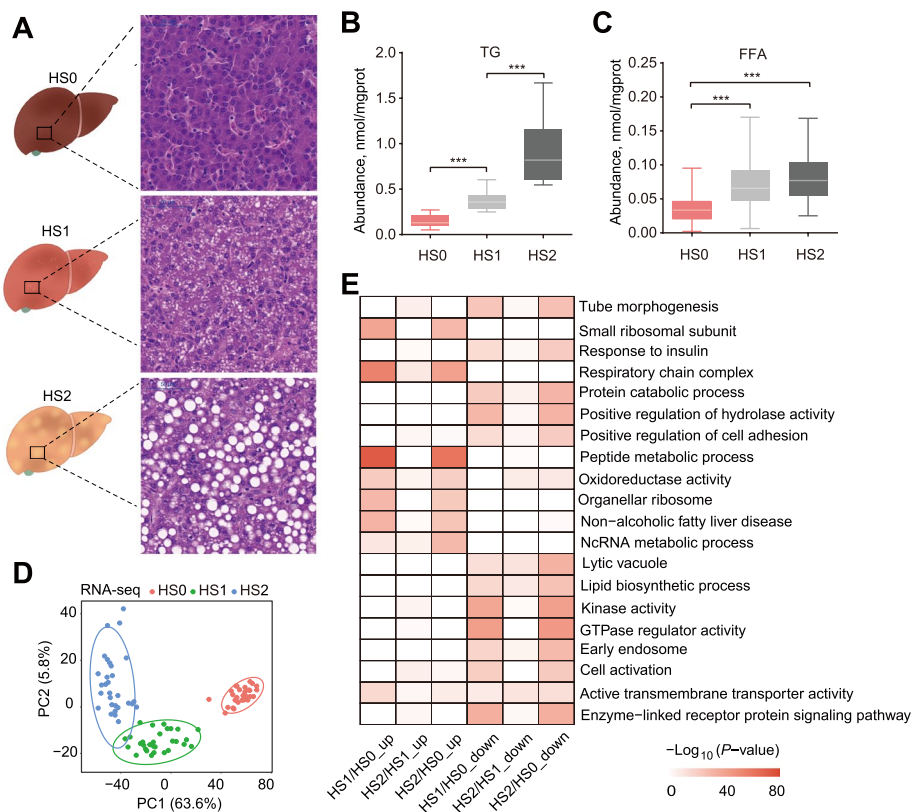 A
HS0
HS1
HS2
B
TG
Abundance, nmol/mgprot
2.0
1.5
1.0
0.5
0.0
***
***
HS0 HS1 HS2
C
FFA
Abundance, nmol/mgprot
0.25
0.20
0.15
0.10
0.05
0.00
***
***
HS0 HS1 HS2
D
RNA-seq HS0 HS1 HS2
PC2 (5.8%)
40
20
0
−20
−40 0 40 80
PC1 (63.6%)
E
Tube morphogenesis
Small ribosomal subunit
Response to insulin
Respiratory chain complex
Protein catabolic process
Positive regulation of hydrolase activity
Positive regulation of cell adhesion
Peptide metabolic process
Oxidoreductase activity
Organellar ribosome
Non−alcoholic fatty liver disease
NcRNA metabolic process
Lytic vacuole
Lipid biosynthetic process
Kinase activity
GTPase regulator activity
Early endosome
Cell activation
Active transmembrane transporter activity
Enzyme−linked receptor protein signaling pathway
HS1/HS0_up
HS2/HS1_up
HS2/HS0_up
HS1/HS0_down
HS2/HS1_down
HS2/HS0_down
−Log10 (P−value)
0 40 80